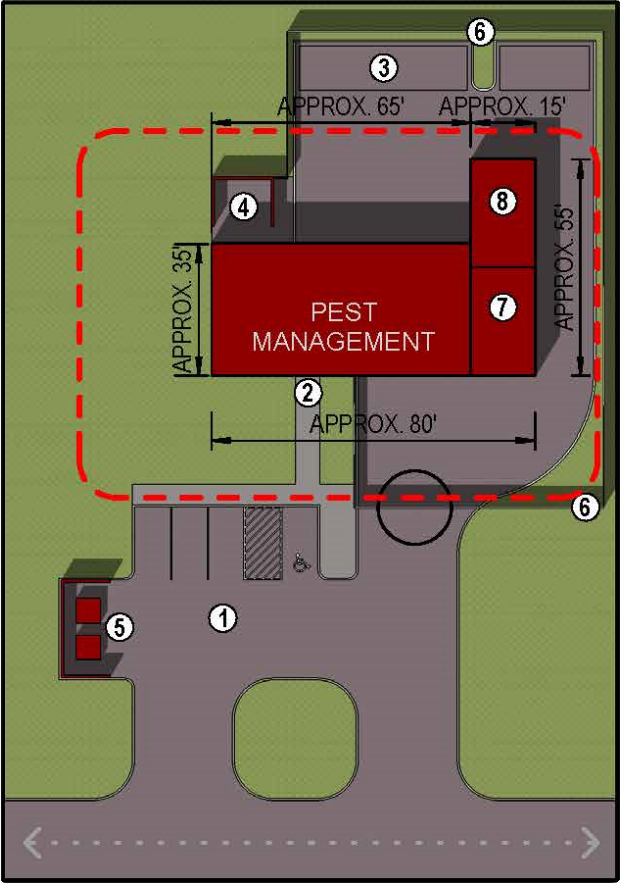 6
3
APPROX. 65'
APPROX. 15'
4
8
APPROX. 35'
APPROX. 55'
PEST
MANAGEMENT
7
2
APPROX. 80'
6
5
1